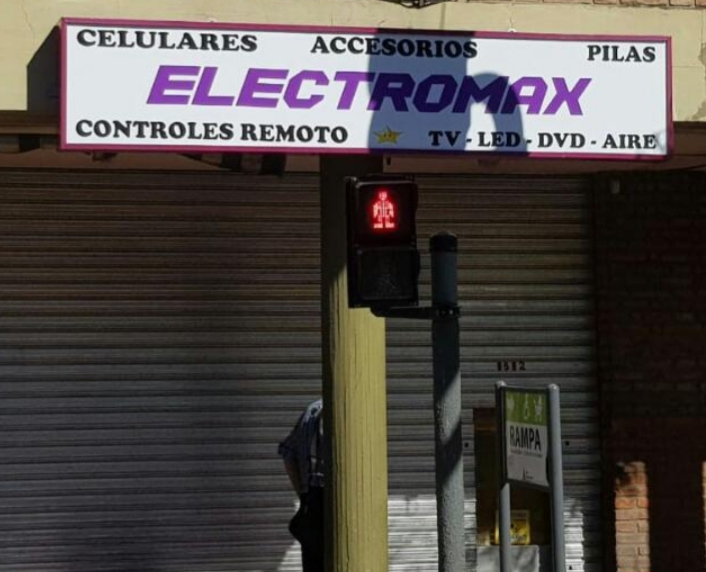 CELULARES ACCESORIOS PILAS
ELECTROMAX
CONTROLES REMOTO TV - LED - DVD - AIRE
1512
RAMPA